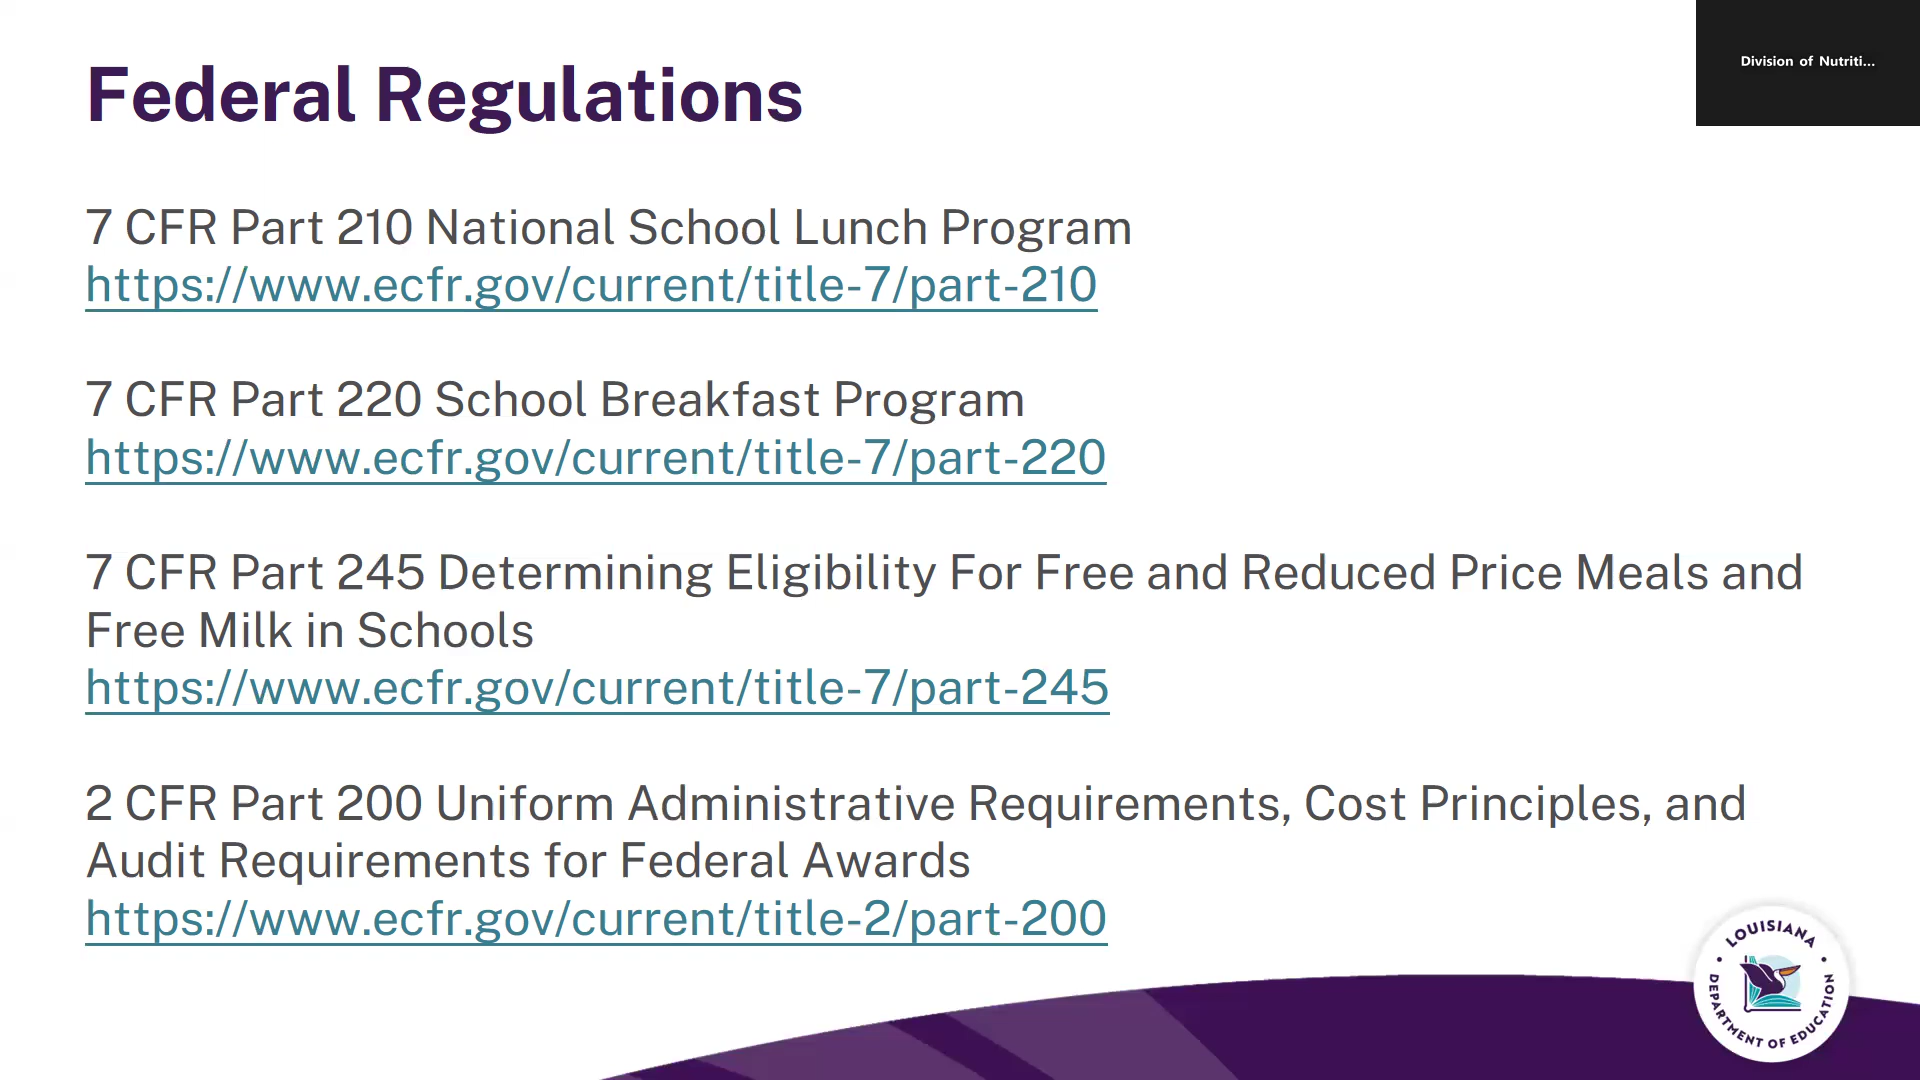 Federal Regulations
Division of Nutriti...
7 CFR Part 210 National School Lunch Program
https://www.ecfr.gov/current/title-7/part-210
7 CFR Part 220 School Breakfast Program
https://www.ecfr.gov/current/title-7/part-220
7 CFR Part 245 Determining Eligibility For Free and Reduced Price Meals and
Free Milk in Schools
https://www.ecfr.gov/current/title-7/part-245
2 CFR Part 200 Uniform Administrative Requirements, Cost Principles, and
Audit Requirements for Federal Awards
https://www.ecfr.gov/current/title-2/part-200
LOUISIANA
DEPARTMENT OF EDUCATION